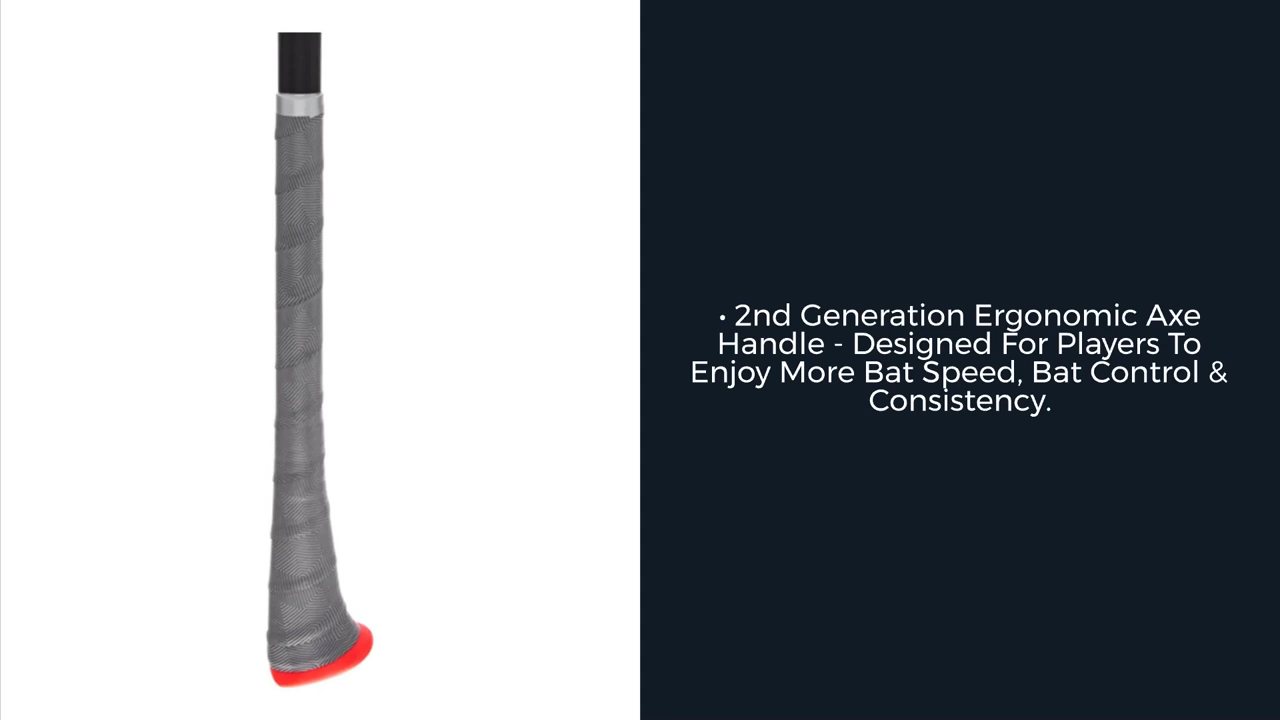 • 2nd Generation Ergonomic Axe
Handle - Designed For Players To
Enjoy More Bat Speed, Bat Control &
Consistency.